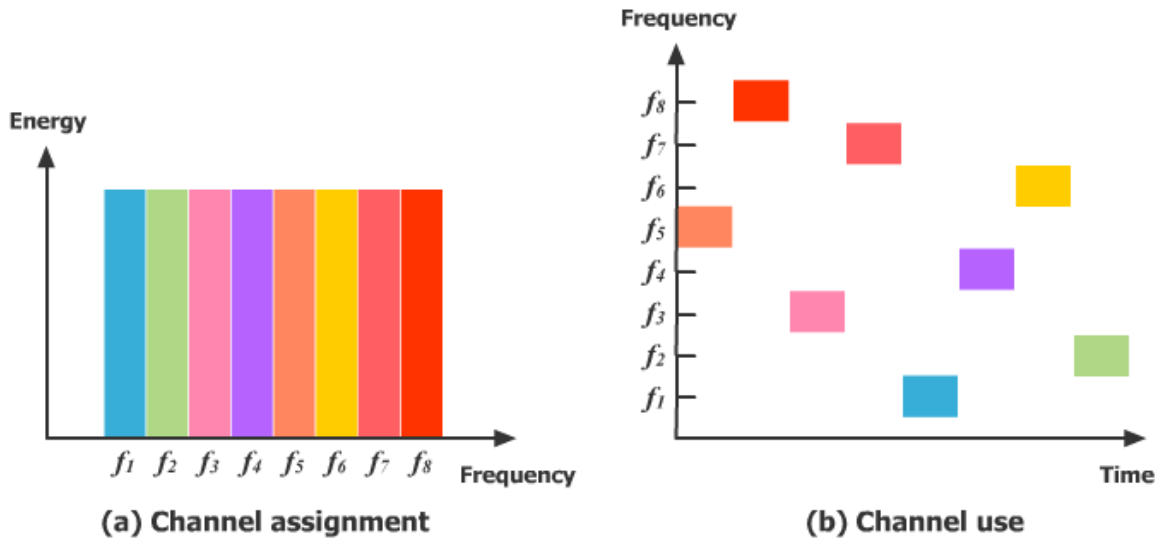 Energy
f1 f2 f3 f4 f5 f6 f7 f8
Frequency
(a) Channel assignment
Frequency
f8
f7
f6
f5
f4
f3
f2
f1
Time
(b) Channel use